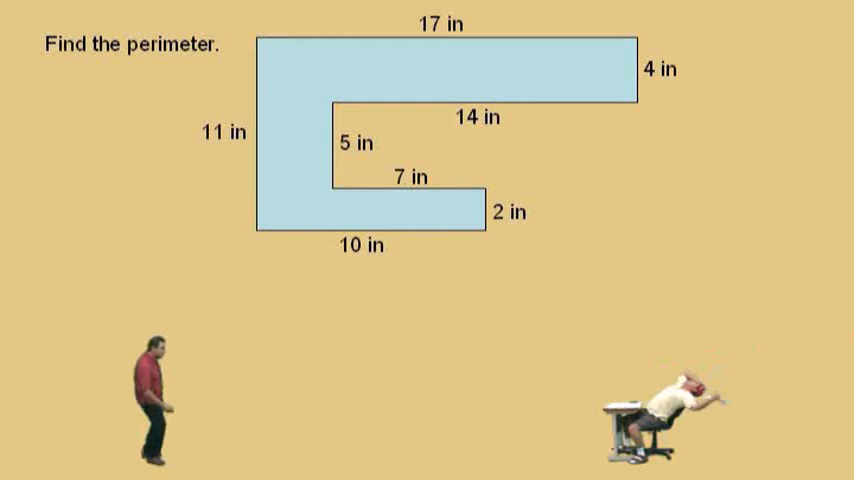 17 in
Find the perimeter.
4 in
14 in
11 in
5 in
7 in
2 in
10 in